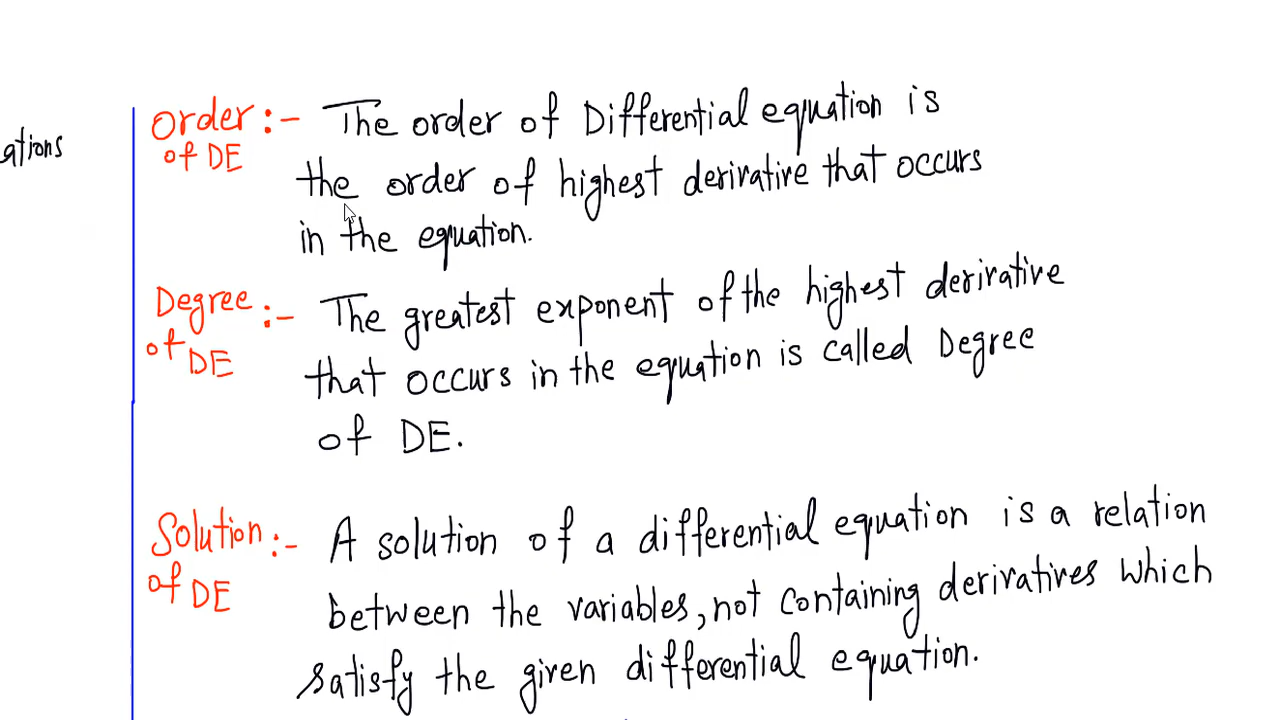 ations
Order :- The order of Differential equation is
of DE
the order of highest derivative that occurs
in the equation.
Degree :- The greatest exponent of the highest derivative
of DE
that occurs in the equation is called Degree
of DE.
Solution :- A solution of a differential equation is a relation
of DE
between the variables, not containing derivatives which
satisfy the given differential equation.